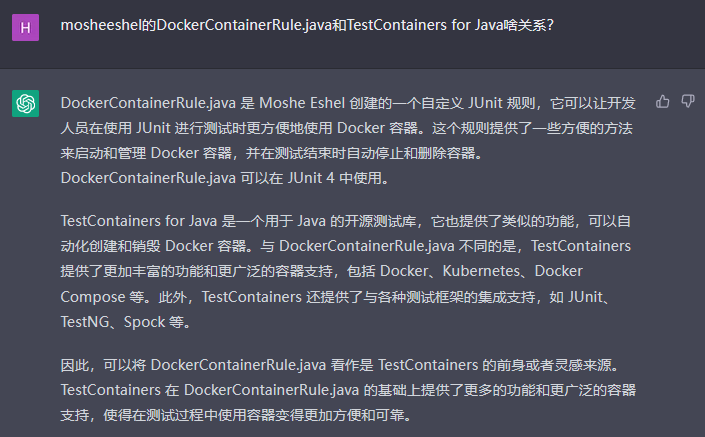 H
mosheeshel的DockerContainerRule.java和TestContainers for Java啥关系?
DockerContainerRule.java 是 Moshe Eshel 创建的一个自定义 JUnit 规则，它可以让开发
人员在使用 JUnit 进行测试时更方便地使用 Docker 容器。这个规则提供了一些方便的方法
来启动和管理 Docker 容器，并在测试结束时自动停止和删除容器。
DockerContainerRule.java 可以在 JUnit 4 中使用。
TestContainers for Java 是一个用于 Java 的开源测试库，它也提供了类似的功能，可以自
动化创建和销毁 Docker 容器。与 DockerContainerRule.java 不同的是，TestContainers
提供了更加丰富的功能和更广泛的容器支持，包括 Docker、Kubernetes、Docker
Compose 等。此外，TestContainers 还提供了与各种测试框架的集成支持，如 JUnit、
TestNG、Spock 等。
因此，可以将 DockerContainerRule.java 看作是 TestContainers 的前身或者灵感来源。
TestContainers 在 DockerContainerRule.java 的基础上提供了更多的功能和更广泛的容器
支持，使得在测试过程中使用容器变得更加方便和可靠。